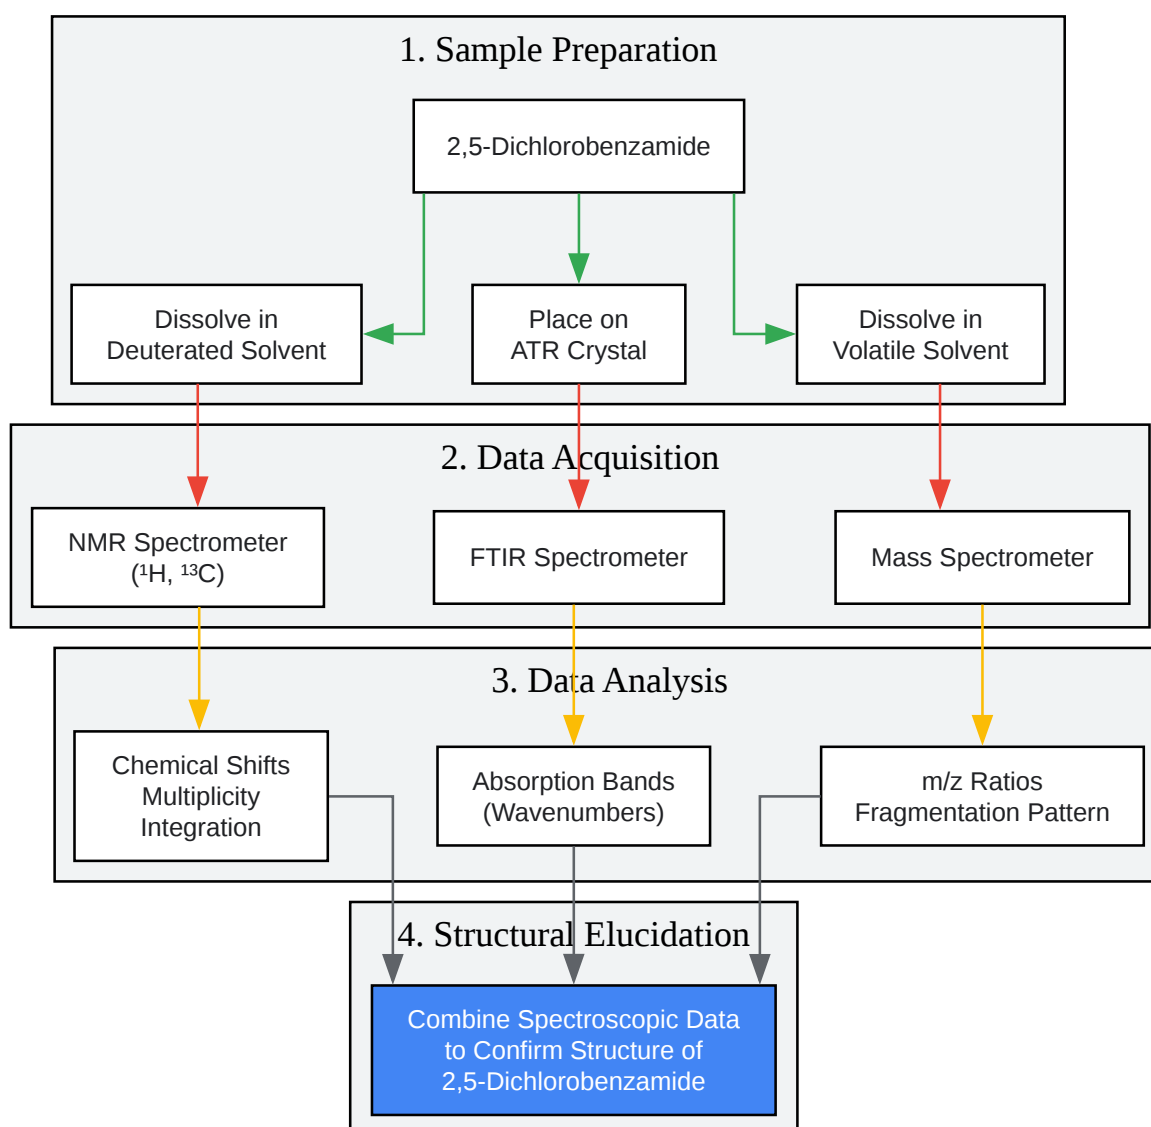 1. Sample Preparation
2,5-Dichlorobenzamide
Dissolve in
Deuterated Solvent
Place on
ATR Crystal
Dissolve in
Volatile Solvent
2. Data Acquisition
NMR Spectrometer
(¹H, ¹³C)
FTIR Spectrometer
Mass Spectrometer
3. Data Analysis
Chemical Shifts
Multiplicity
Integration
Absorption Bands
(Wavenumbers)
m/z Ratios
Fragmentation Pattern
4. Structural Elucidation
Combine Spectroscopic Data
to Confirm Structure of
2,5-Dichlorobenzamide